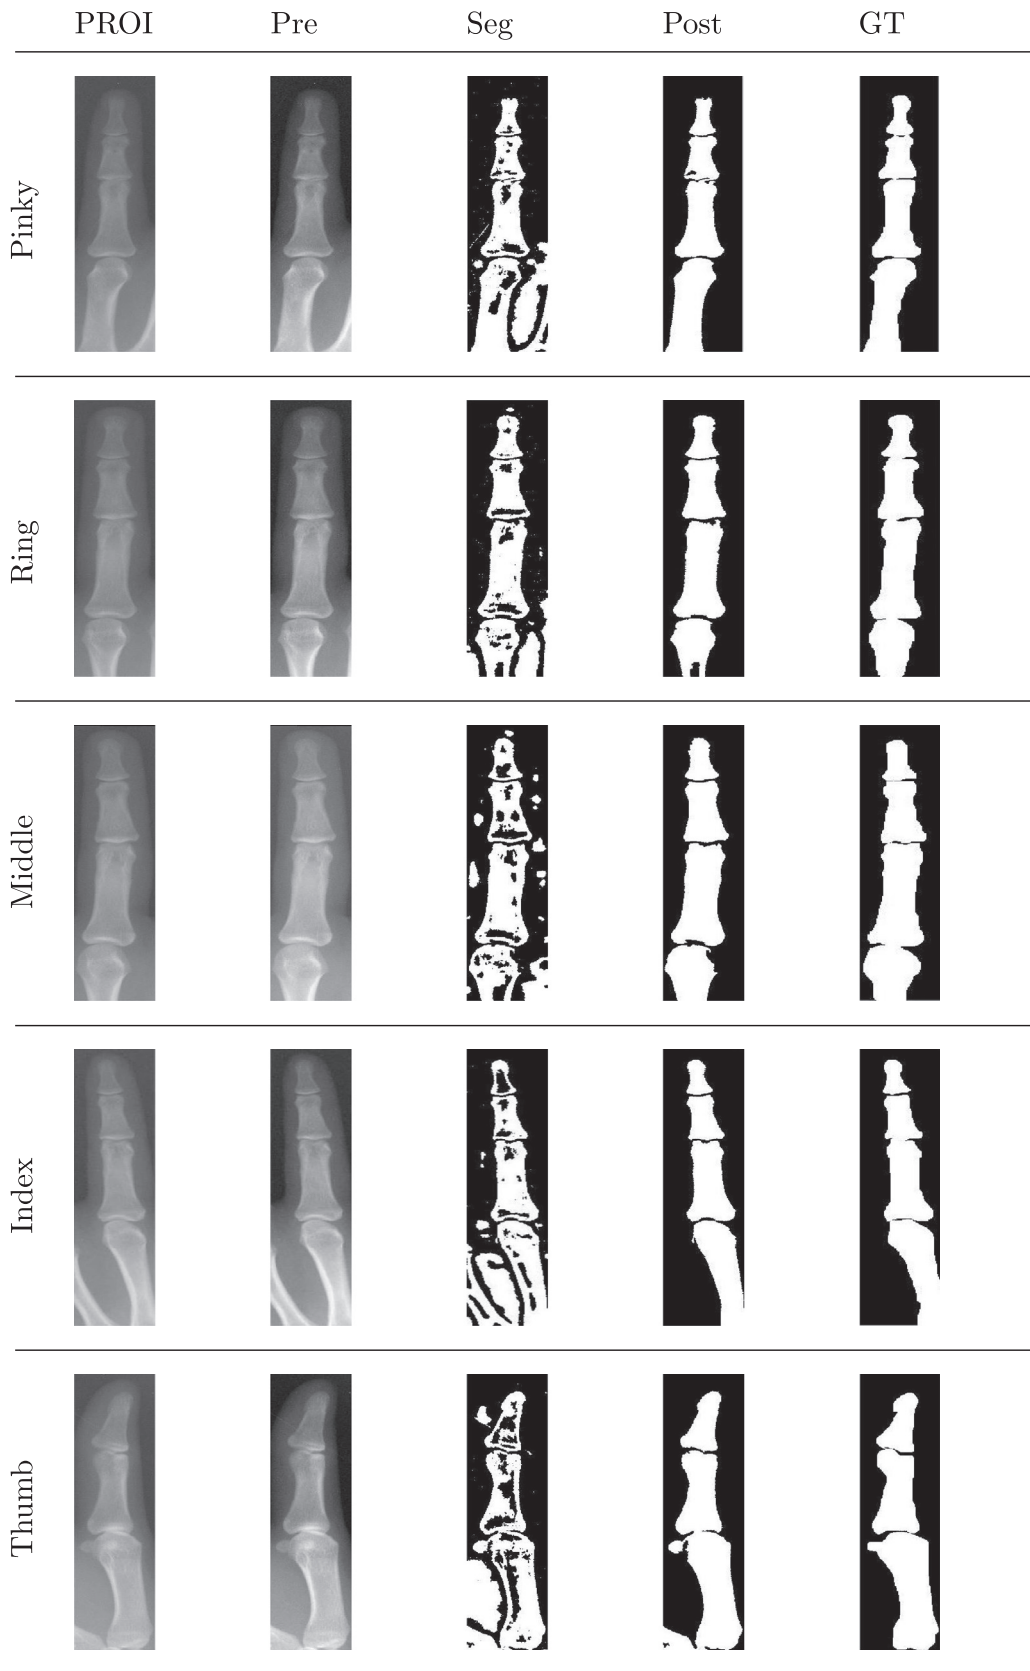 PROI Pre Seg Post GT
Pinky
Ring
Middle
Index
Thumb